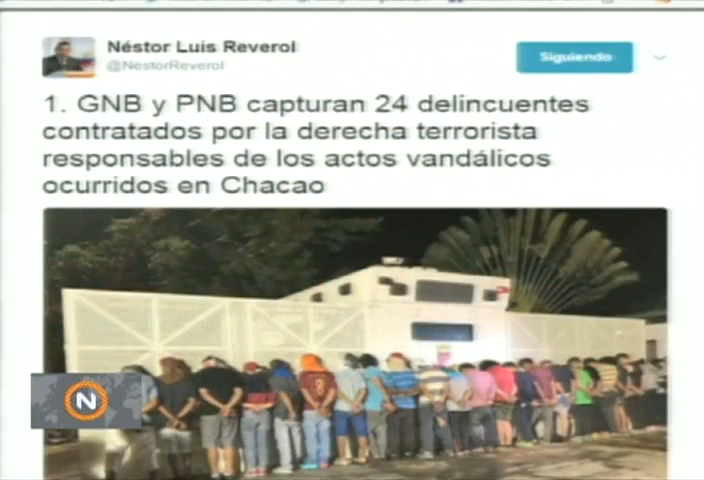 Néstor Luis Reverol
@NestorReverol
Siguiendo
1. GNB y PNB capturan 24 delincuentes
contratados por la derecha terrorista
responsables de los actos vandálicos
ocurridos en Chacao
N